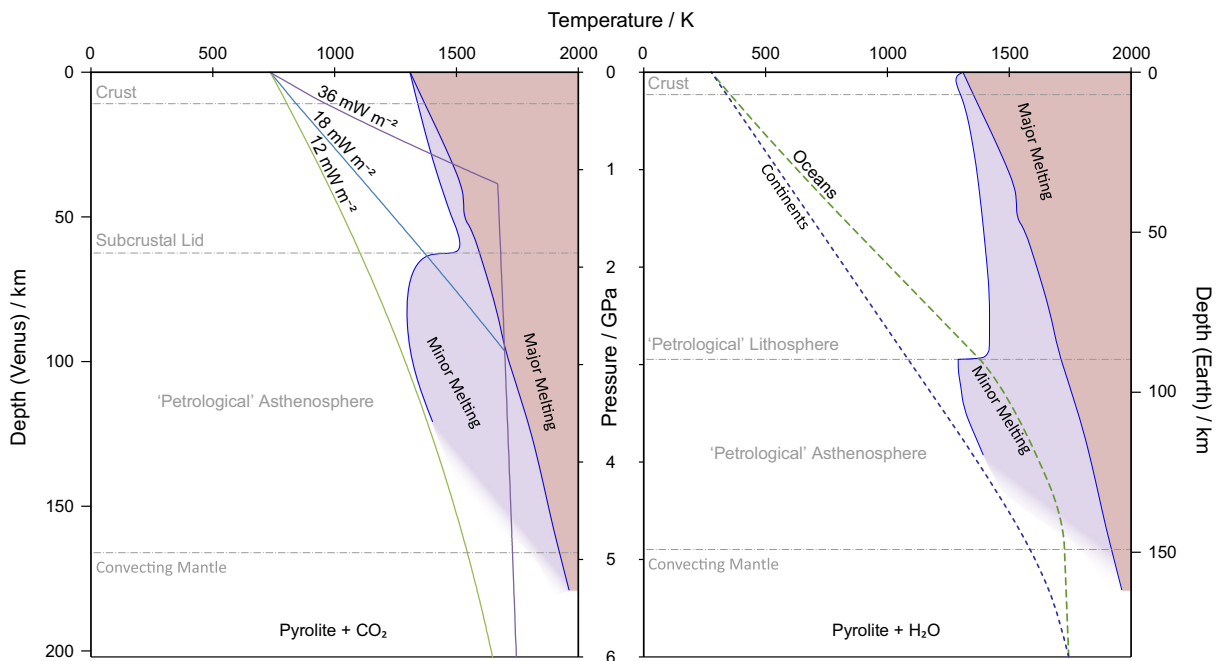 Temperature / K
0 500 1000 1500 2000
0 500 1000 1500 2000
0
50
100
150
200
Depth (Venus) / km
Crust
36 mW m⁻²
18 mW m⁻²
12 mW m⁻²
Subcrustal Lid
Minor Melting
Major Melting
'Petrological' Asthenosphere
Convecting Mantle
Pyrolite + CO₂
0
1
2
4
5
6
Pressure / GPa
Crust
Oceans
Continents
Major Melting
'Petrological' Lithosphere
Minor Melting
'Petrological' Asthenosphere
Convecting Mantle
Pyrolite + H₂O
0
50
100
150
Depth (Earth) / km